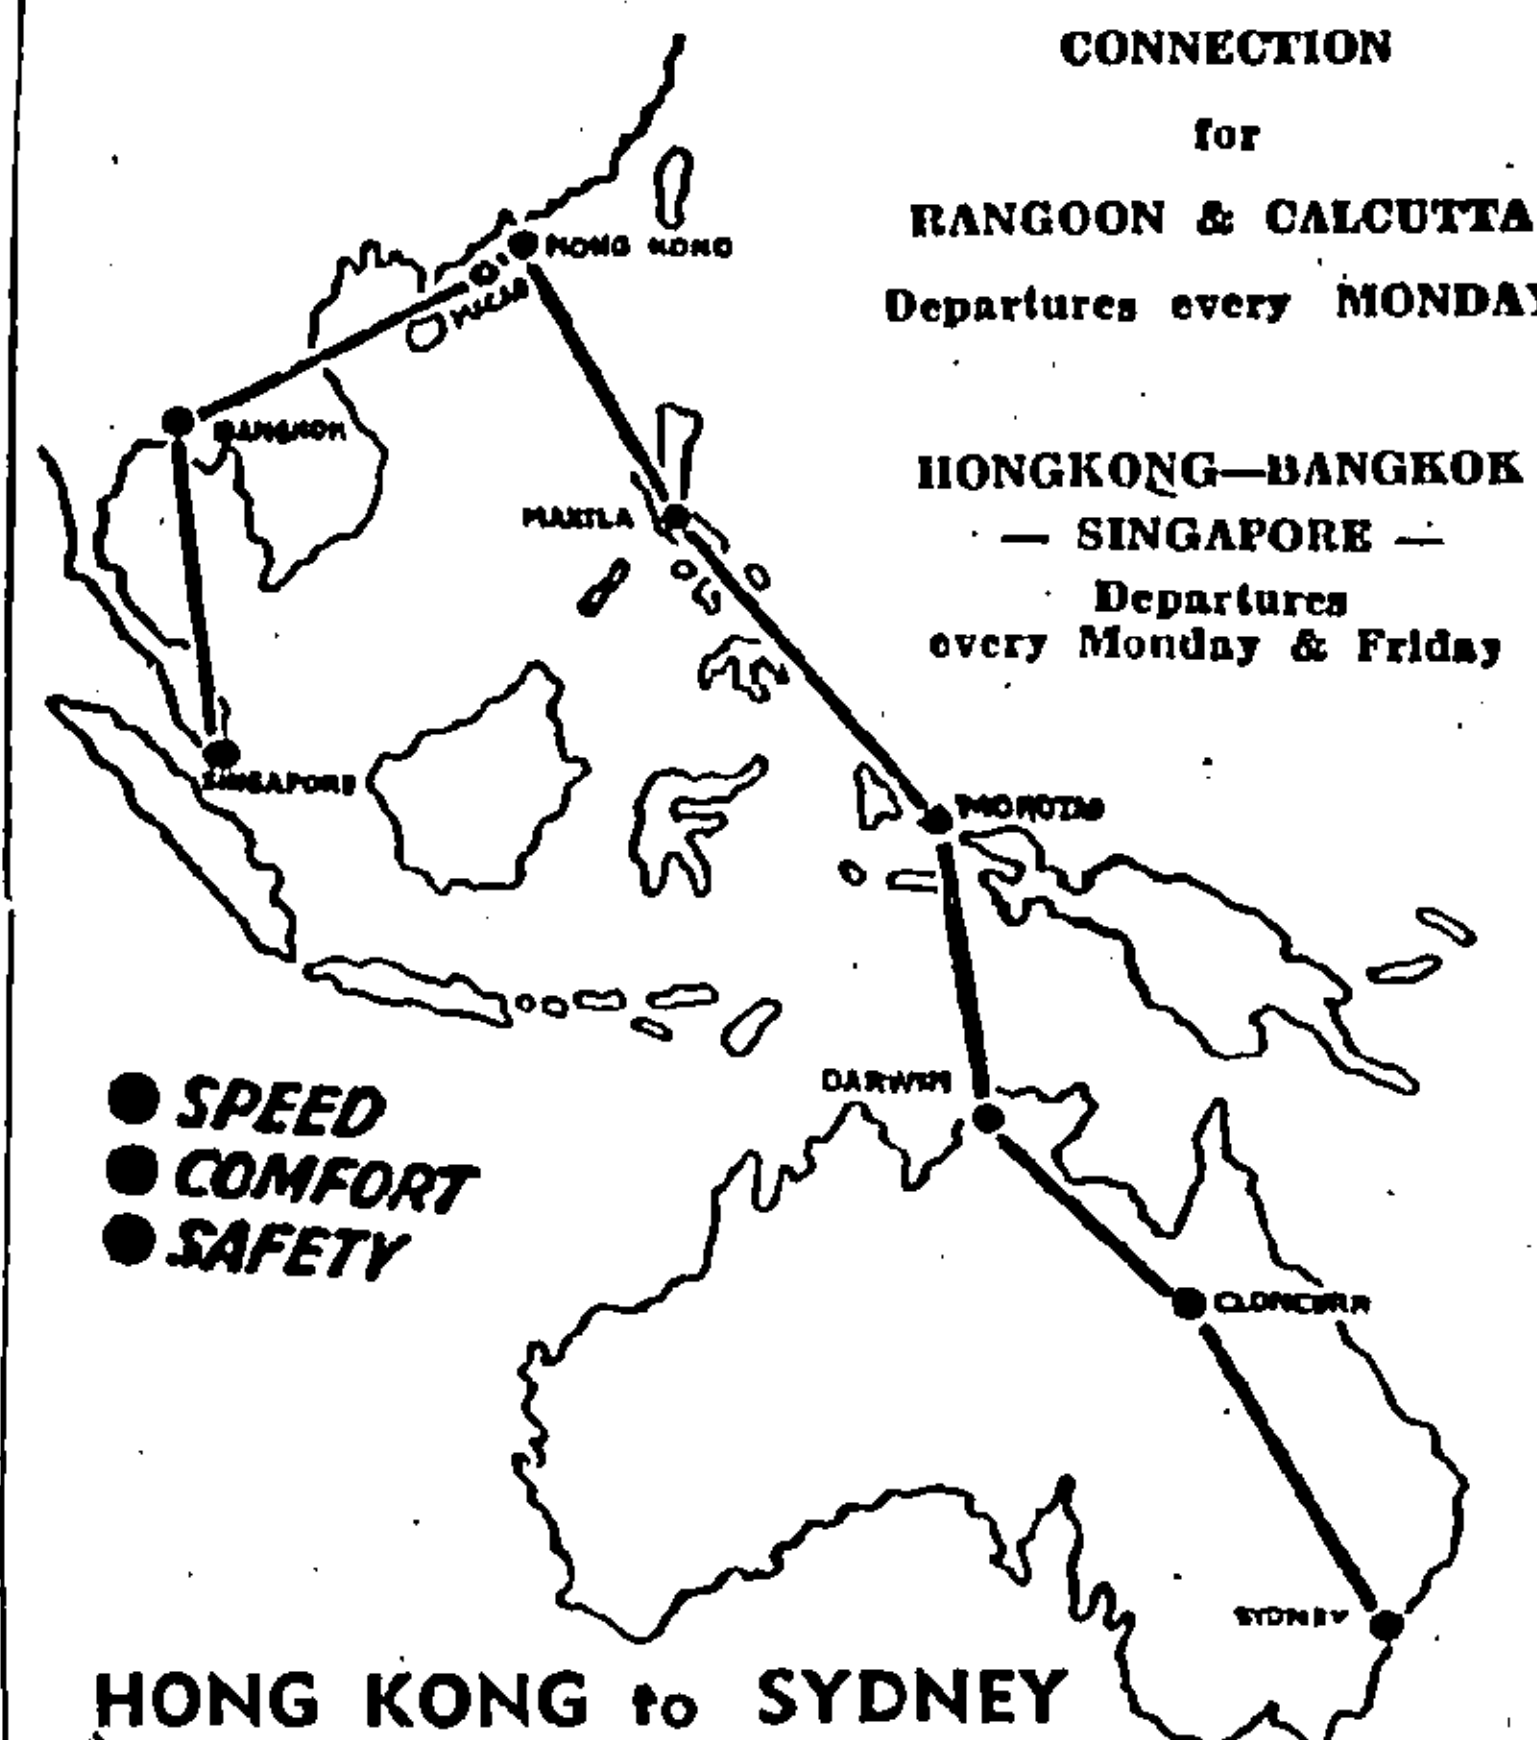 CONNECTION
for
RANGOON & CALCUTTA
Departures every MONDAY
HONGKONG—BANGKOK
— SINGAPORE —
Departures
every Monday & Friday
HONG KONG
BANGKOK
MANILA
SINGAPORE
MOROTAI
DARWIN
CLONCURR
SYDNEY
● SPEED
● COMFORT
● SAFETY
HONG KONG to SYDNEY